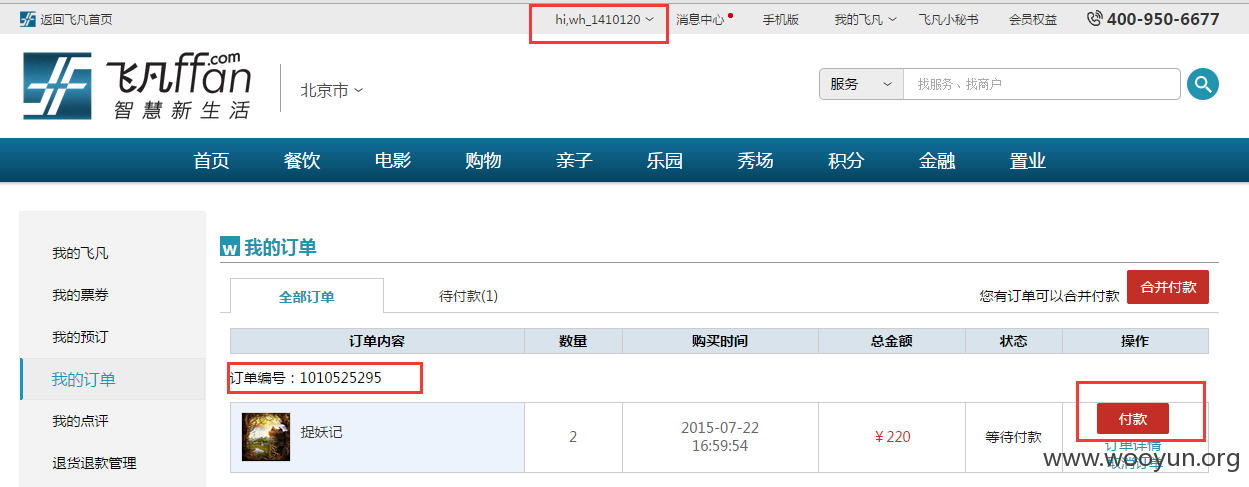 返回飞凡首页
hi,wh_1410120
消息中心
手机版
我的飞凡
飞凡小秘书
会员权益
400-950-6677
飞凡ffan.com
智慧新生活
北京市
服务
找服务、找商户
首页 餐饮 电影 购物 亲子 乐园 秀场 积分 金融 置业
我的飞凡
我的票券
我的预订
我的订单
我的点评
退货退款管理
w 我的订单
全部订单
待付款(1)
您有订单可以合并付款
合并付款
订单内容 数量 购买时间 总金额 状态 操作
订单编号：1010525295
捉妖记
2
2015-07-22
16:59:54
￥220
等待付款
付款
订单详情
取消订单
www.wooyun.org